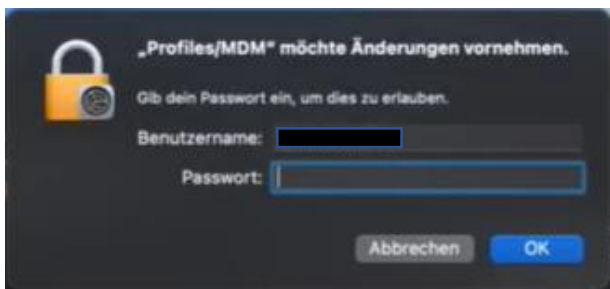 „Profiles/MDM“ möchte Änderungen vornehmen.
Gib dein Passwort ein, um dies zu erlauben.
Benutzername:
Passwort:
Abbrechen OK